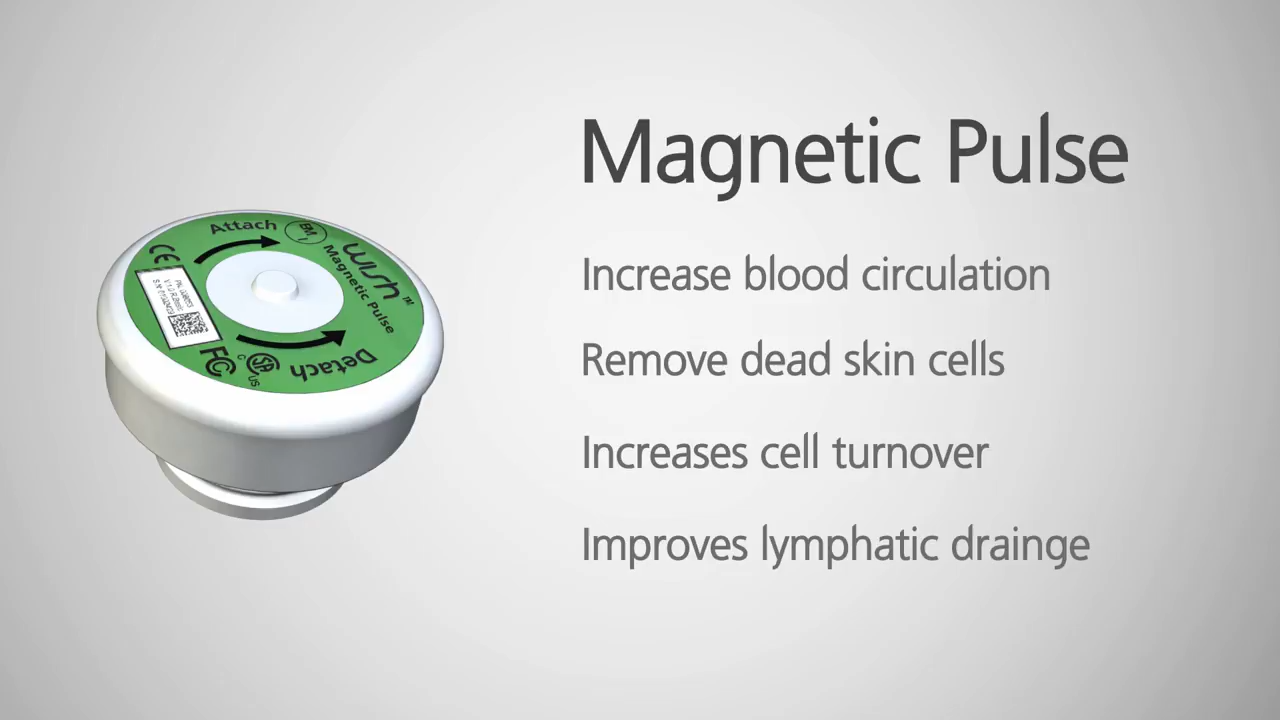 Magnetic Pulse
Increase blood circulation
Remove dead skin cells
Increases cell turnover
Improves lymphatic drainge
Attach
wish™
Magnetic Pulse
Detach
CE
FC